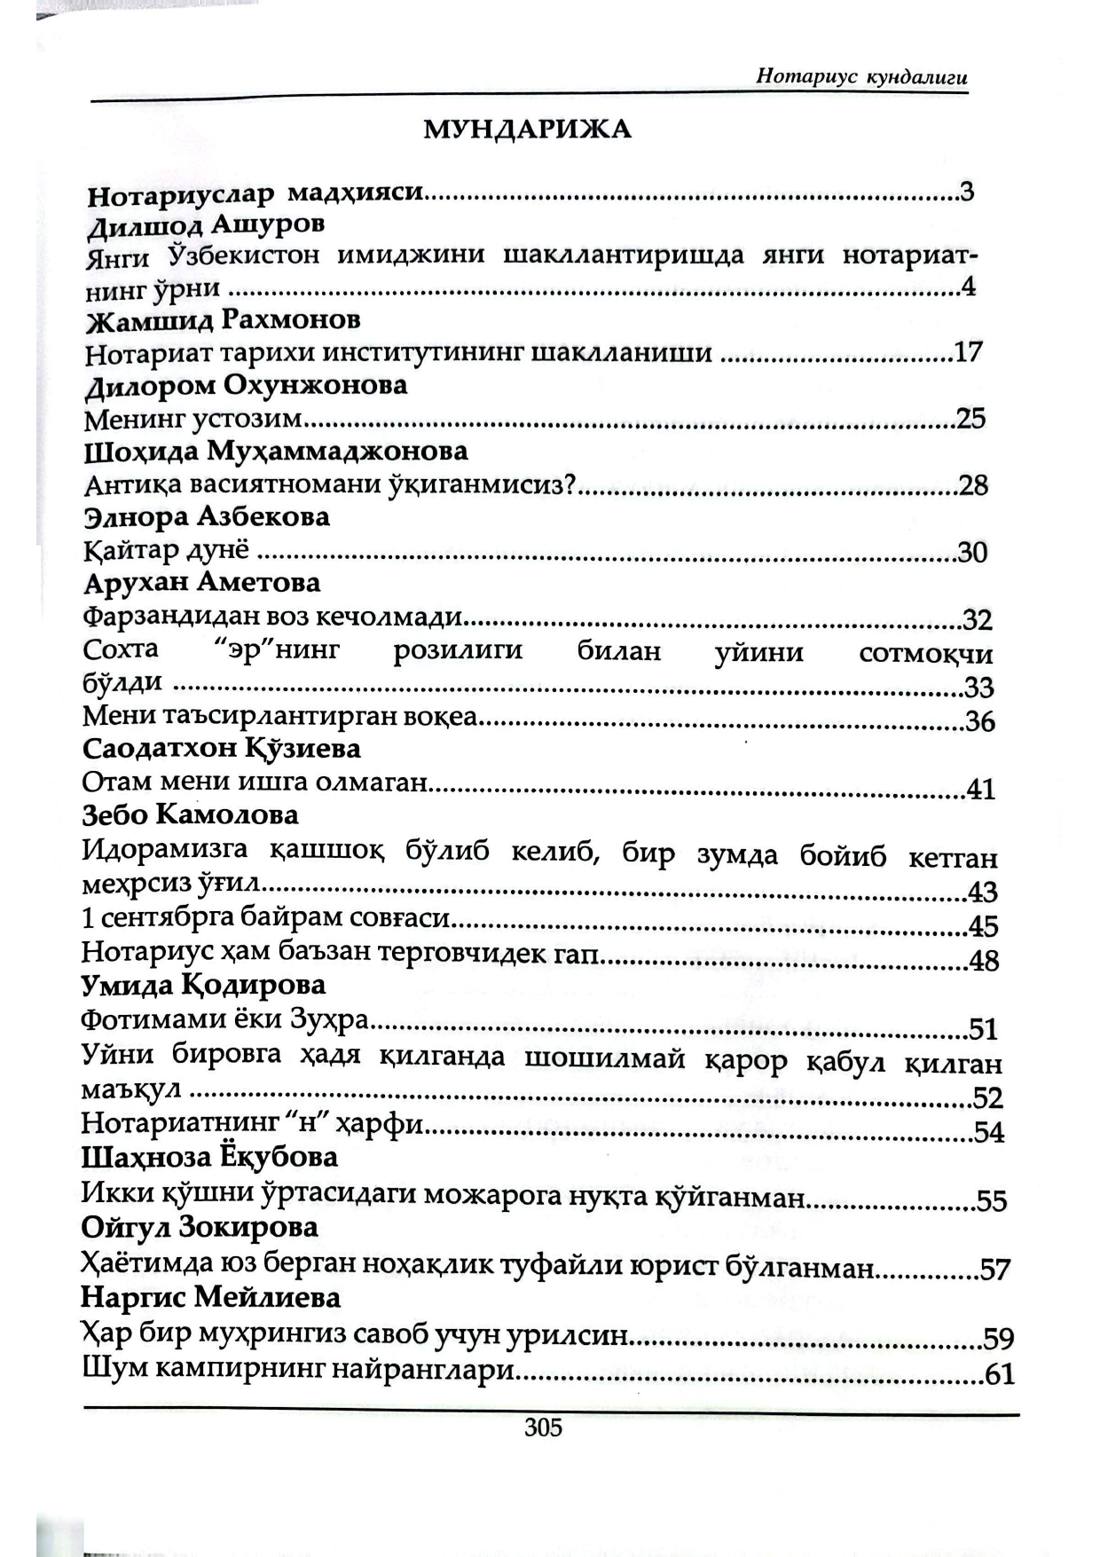 Нотариус кундалиги
МУНДАРИЖА
Нотариуслар мадҳияси..........3
Дилшод Ашуров
Янги Ўзбекистон имиджини шакллантиришда янги нотариат-
нинг ўрни ..........4
Жамшид Рахмонов
Нотариат тарихи институтининг шаклланиши ..........17
Дилором Охунжонова
Менинг устозим..........25
Шоҳида Муҳаммаджонова
Антиқа васиятномани ўқиганмисиз?..........28
Элнора Азбекова
Қайтар дунё ..........30
Арухан Аметова
Фарзандидан воз кечолмади..........32
Сохта "эр"нинг розилиги билан уйини сотмоқчи
бўлди ..........33
Мени таъсирлантирган воқеа..........36
Саодатхон Қўзиева
Отам мени ишга олмаган..........41
Зебо Камолова
Идорамизга қашшоқ бўлиб келиб, бир зумда бойиб кетган
меҳрсиз ўғил..........43
1 сентябрга байрам совғаси..........45
Нотариус ҳам баъзан терговчидек гап..........48
Умида Қодирова
Фотимами ёки Зуҳра..........51
Уйни бировга ҳадя қилганда шошилмай қарор қабул қилган
маъқул ..........52
Нотариатнинг "н" ҳарфи..........54
Шаҳноза Ёқубова
Икки қўшни ўртасидаги можарога нуқта қўйганман..........55
Ойгул Зокирова
Ҳаётимда юз берган ноҳақлик туфайли юрист бўлганман..........57
Наргис Мейлиева
Ҳар бир муҳрингиз савоб учун урилсин..........59
Шум кампирнинг найранглари..........61
305